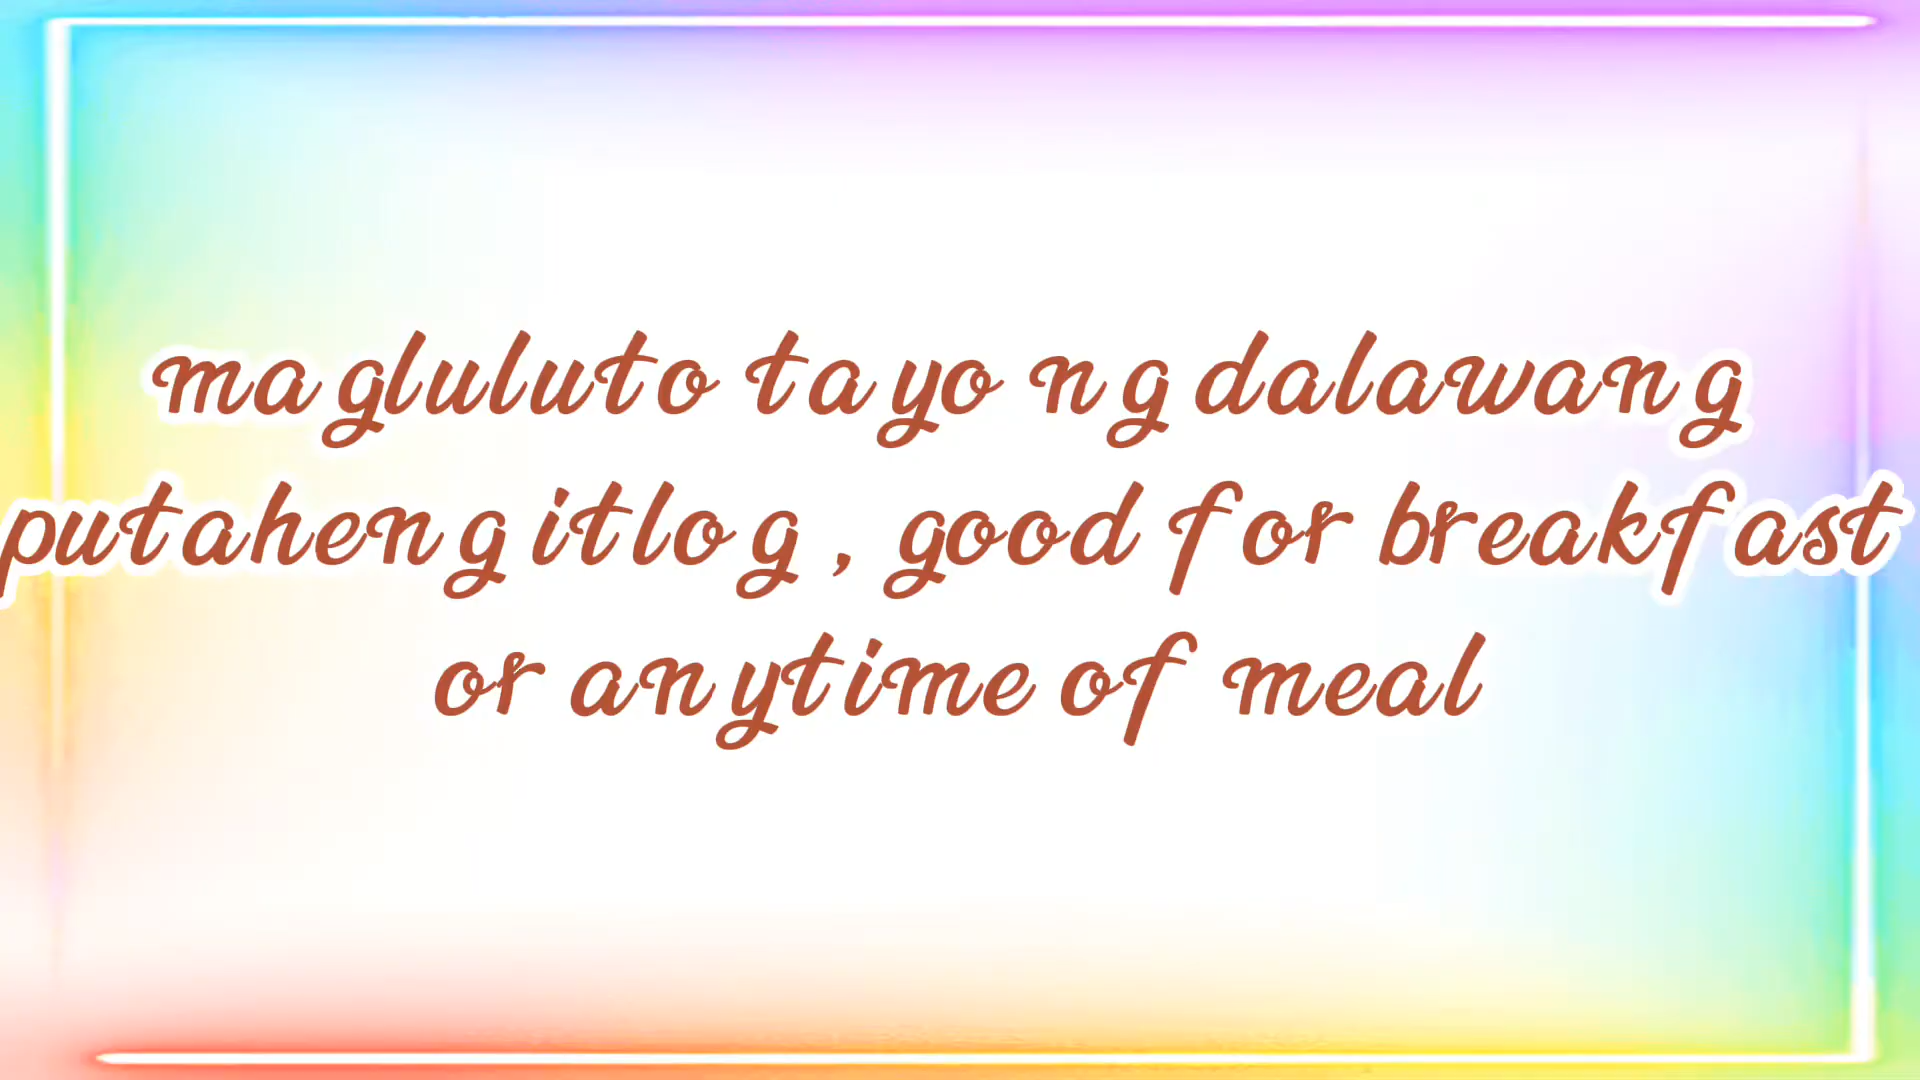 magluluto tayo ng dalawang
putaheng itlog , good for breakfast
or anytime of meal